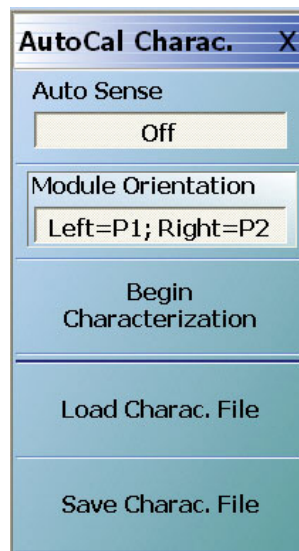 AutoCal Charac. X
Auto Sense
Off
Module Orientation
Left=P1; Right=P2
Begin
Characterization
Load Charac. File
Save Charac. File